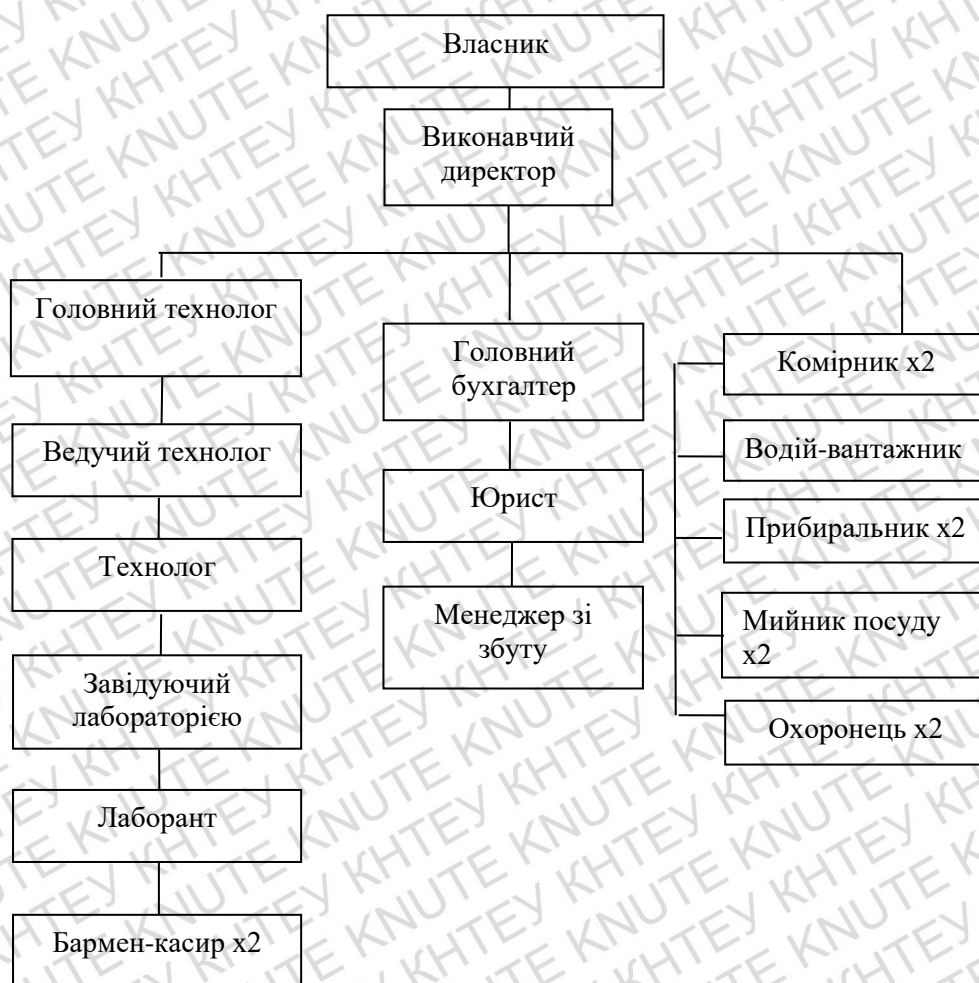 Власник
Виконавчий
директор
Головний технолог
Ведучий технолог
Технолог
Завідуючий
лабораторією
Лаборант
Бармен-касир х2
Головний
бухгалтер
Юрист
Менеджер зі
збуту
Комірник х2
Водій-вантажник
Прибиральник х2
Мийник посуду
х2
Охоронець х2